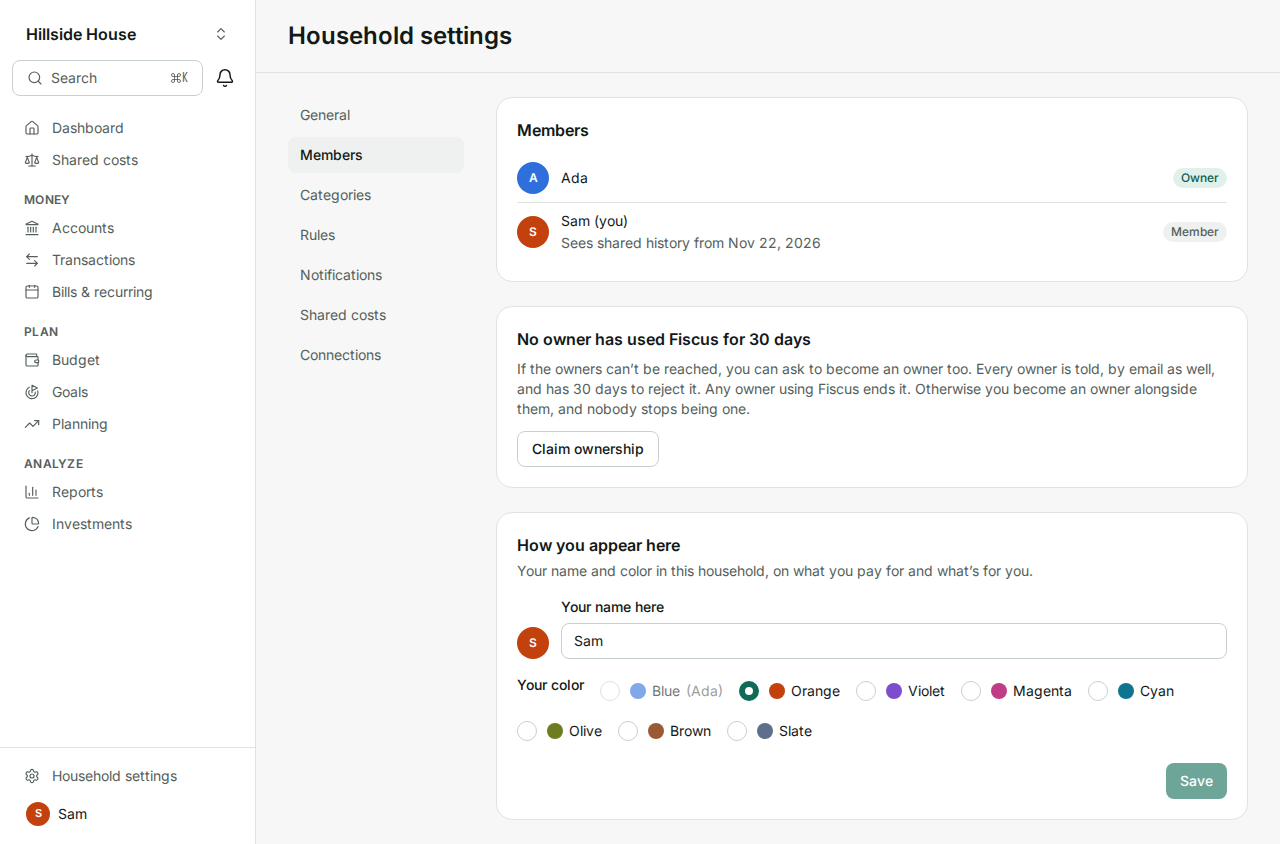 Hillside House
Search ⌘K
Dashboard
Shared costs
MONEY
Accounts
Transactions
Bills & recurring
PLAN
Budget
Goals
Planning
ANALYZE
Reports
Investments
Household settings
S Sam
Household settings
General
Members
Categories
Rules
Notifications
Shared costs
Connections
Members
A Ada Owner
S Sam (you) Member
Sees shared history from Nov 22, 2026
No owner has used Fiscus for 30 days
If the owners can’t be reached, you can ask to become an owner too. Every owner is told, by email as well,
and has 30 days to reject it. Any owner using Fiscus ends it. Otherwise you become an owner alongside
them, and nobody stops being one.
Claim ownership
How you appear here
Your name and color in this household, on what you pay for and what’s for you.
Your name here
S Sam
Your color Blue (Ada) Orange Violet Magenta Cyan
Olive Brown Slate
Save